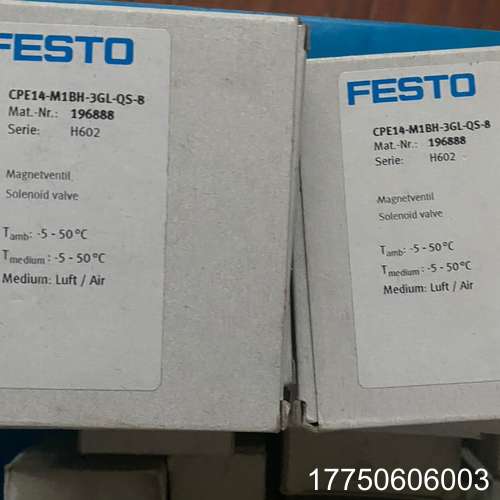 FESTO
CPE14-M1BH-3GL-QS-8
Mat.-Nr.: 196888
Serie: H602
Magnetventil
Solenoid valve
Tamb: -5 - 50°C
Tmedium : -5 - 50°C
Medium: Luft / Air
FESTO
CPE14-M1BH-3GL-QS-8
Mat.-Nr.: 196888
Serie: H602
Magnetventil
Solenoid valve
Tamb: -5 - 50°C
Tmedium : -5 - 50°C
Medium: Luft / Air
17750606003